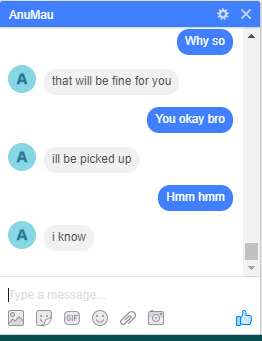 AnuMau
Why so
A
that will be fine for you
You okay bro
A
ill be picked up
Hmm hmm
A
i know
Type a message...
GIF